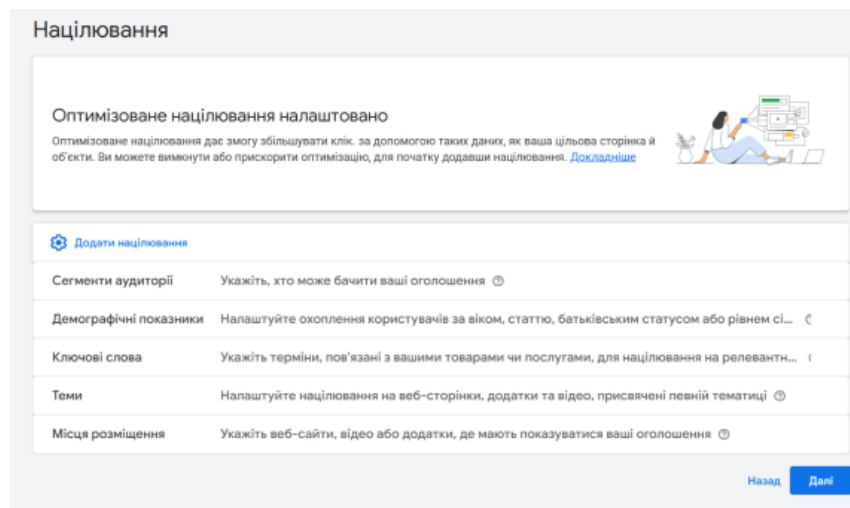 Націлювання
Оптимізоване націлювання налаштовано
Оптимізоване націлювання дає змогу збільшувати клік. за допомогою таких даних, як ваша цільова сторінка й
об'єкти. Ви можете вимкнути або прискорити оптимізацію, для початку додавши націлювання. Докладніше
Додати націлювання
Сегменти аудиторії Укажіть, хто може бачити ваші оголошення
Демографічні показники Налаштуйте охоплення користувачів за віком, статтю, батьківським статусом або рівнем сі...
Ключові слова Укажіть терміни, пов'язані з вашими товарами чи послугами, для націлювання на релевантн...
Теми Налаштуйте націлювання на веб-сторінки, додатки та відео, присвячені певній тематиці
Місця розміщення Укажіть веб-сайти, відео або додатки, де мають показуватися ваші оголошення
Назад Далі